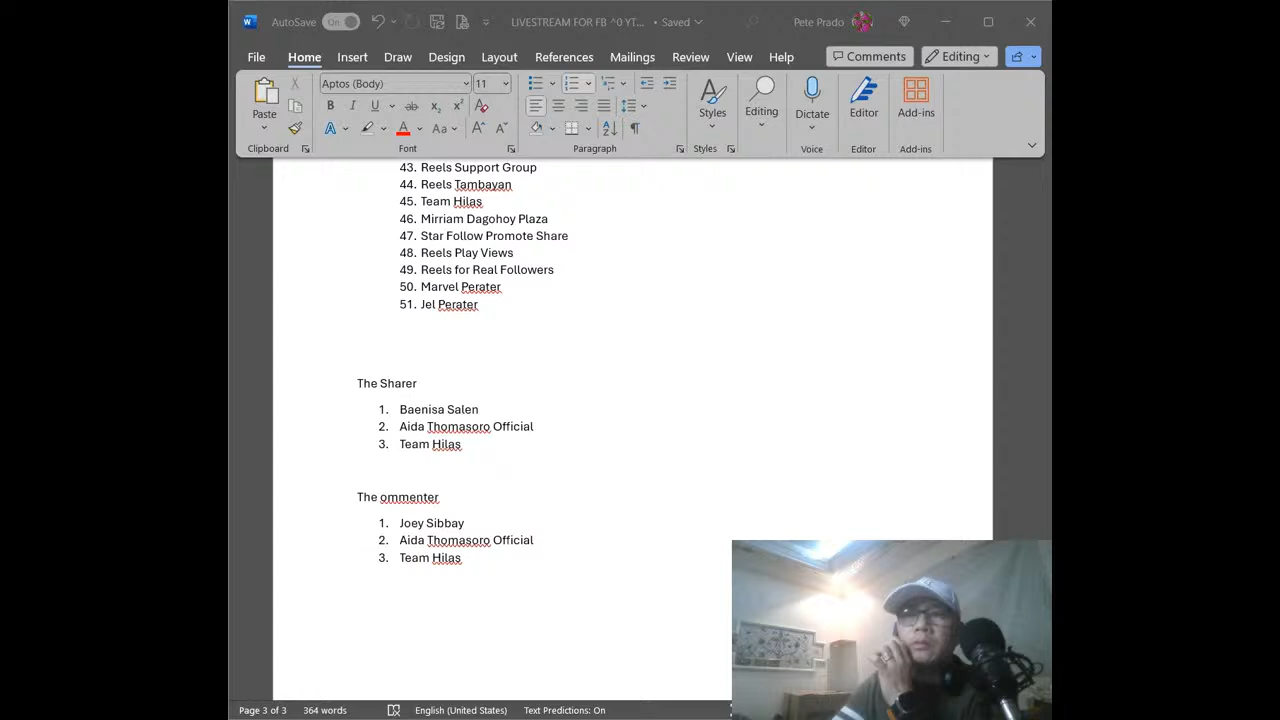 AutoSave On LIVESTREAM FOR FB ^0 YT... • Saved Pete Prado
File Home Insert Draw Design Layout References Mailings Review View Help Comments Editing
Aptos (Body) 11
Paste Styles Editing Dictate Editor Add-ins
Clipboard Font Paragraph Styles Voice Editor Add-ins
43. Reels Support Group
44. Reels Tambayan
45. Team Hilas
46. Mirriam Dagohoy Plaza
47. Star Follow Promote Share
48. Reels Play Views
49. Reels for Real Followers
50. Marvel Perater
51. Jel Perater
The Sharer
1. Baenisa Salen
2. Aida Thomasoro Official
3. Team Hilas
The ommenter
1. Joey Sibbay
2. Aida Thomasoro Official
3. Team Hilas
Page 3 of 3 364 words English (United States) Text Predictions: On